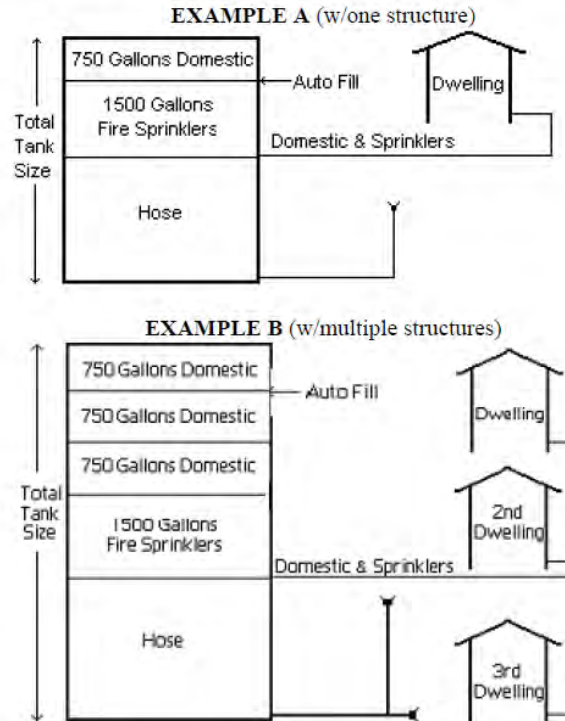 EXAMPLE A (w/one structure)
750 Gallons Domestic
Auto Fill
Dwelling
1500 Gallons
Fire Sprinklers
Total
Tank
Size
Domestic & Sprinklers
Hose
EXAMPLE B (w/multiple structures)
750 Gallons Domestic
Auto Fill
750 Gallons Domestic
Dwelling
750 Gallons Domestic
Total
Tank
Size
1500 Gallons
Fire Sprinklers
2nd
Dwelling
Domestic & Sprinklers
Hose
3rd
Dwelling